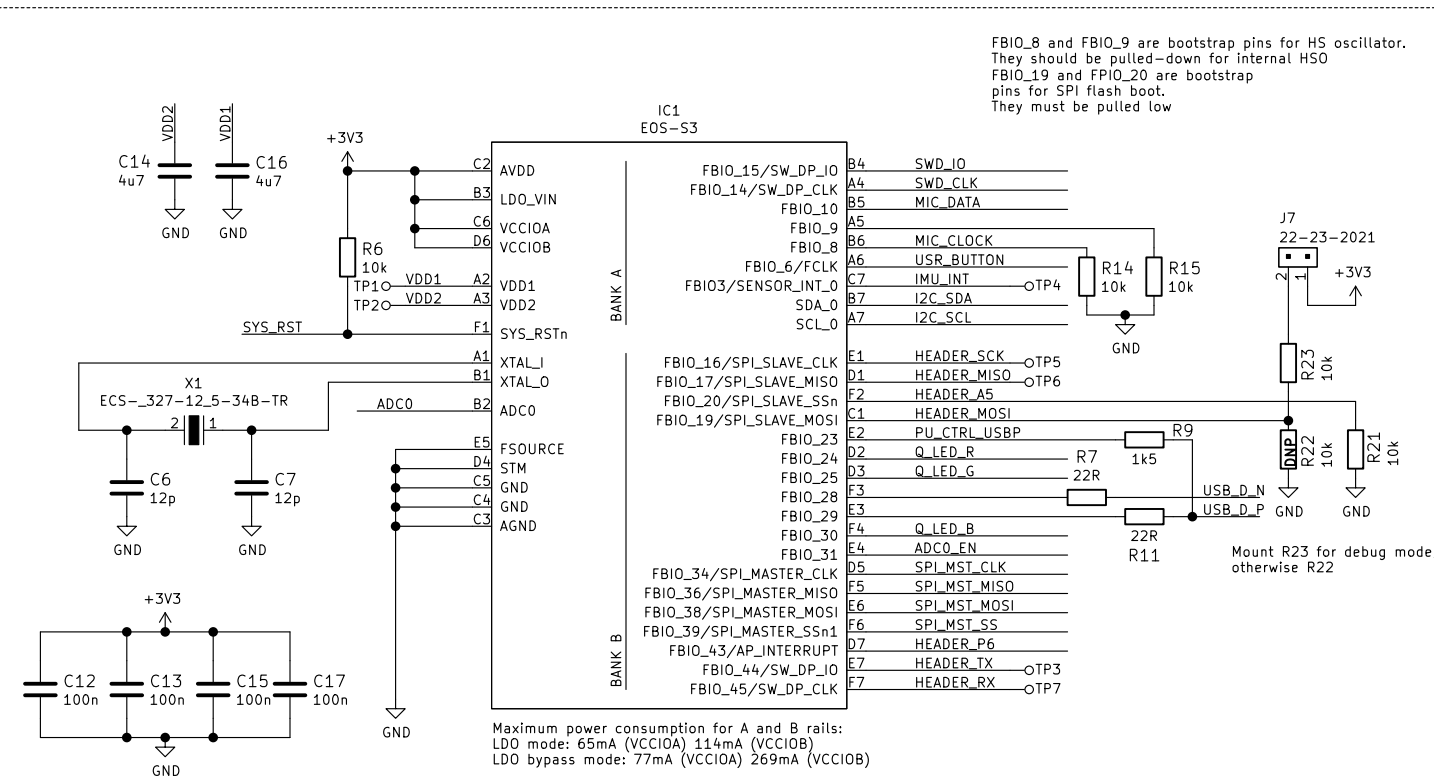 FBIO_8 and FBIO_9 are bootstrap pins for HS oscillator.
They should be pulled-down for internal HSO
FBIO_19 and FPIO_20 are bootstrap
pins for SPI flash boot.
They must be pulled low
VDD2
VDD1
C14
4u7
C16
4u7
GND
GND
+3V3
R6
10k
IC1
EOS-S3
C2 AVDD
B3 LDO_VIN
C6 VCCIOA
D6 VCCIOB
TP1 VDD1 A2 VDD1
TP2 VDD2 A3 VDD2
SYS_RST F1 SYS_RSTn
A1 XTAL_I
B1 XTAL_O
ADC0 B2 ADC0
E5 FSOURCE
D4 STM
C5 GND
C4 GND
C3 AGND
GND
BANK A
BANK B
FBIO_15/SW_DP_IO B4 SWD_IO
FBIO_14/SW_DP_CLK A4 SWD_CLK
FBIO_10 B5 MIC_DATA
FBIO_9 A5
FBIO_8 B6 MIC_CLOCK
FBIO_6/FCLK A6 USR_BUTTON
FBIO3/SENSOR_INT_0 C7 IMU_INT TP4
SDA_0 B7 I2C_SDA
SCL_0 A7 I2C_SCL
FBIO_16/SPI_SLAVE_CLK E1 HEADER_SCK TP5
FBIO_17/SPI_SLAVE_MISO D1 HEADER_MISO TP6
FBIO_20/SPI_SLAVE_SSn F2 HEADER_A5
FBIO_19/SPI_SLAVE_MOSI C1 HEADER_MOSI
FBIO_23 E2 PU_CTRL_USBP
FBIO_24 D2 Q_LED_R
FBIO_25 D3 Q_LED_G
FBIO_28 F3
FBIO_29 E3
FBIO_30 F4 Q_LED_B
FBIO_31 E4 ADC0_EN
FBIO_34/SPI_MASTER_CLK D5 SPI_MST_CLK
FBIO_36/SPI_MASTER_MISO F5 SPI_MST_MISO
FBIO_38/SPI_MASTER_MOSI E6 SPI_MST_MOSI
FBIO_39/SPI_MASTER_SSn1 F6 SPI_MST_SS
FBIO_43/AP_INTERRUPT D7 HEADER_P6
FBIO_44/SW_DP_IO E7 HEADER_TX TP3
FBIO_45/SW_DP_CLK F7 HEADER_RX TP7
R14
10k
R15
10k
GND
J7
22-23-2021
2
1
+3V3
R23
10k
DNP
R22
10k
R21
10k
GND
GND
R9
1k5
R7
22R
22R
R11
USB_D_N
USB_D_P
Mount R23 for debug mode
otherwise R22
X1
ECS-_327-12_5-34B-TR
2
1
C6
12p
C7
12p
GND
GND
+3V3
C12
100n
C13
100n
C15
100n
C17
100n
GND
Maximum power consumption for A and B rails:
LDO mode: 65mA (VCCIOA) 114mA (VCCIOB)
LDO bypass mode: 77mA (VCCIOA) 269mA (VCCIOB)